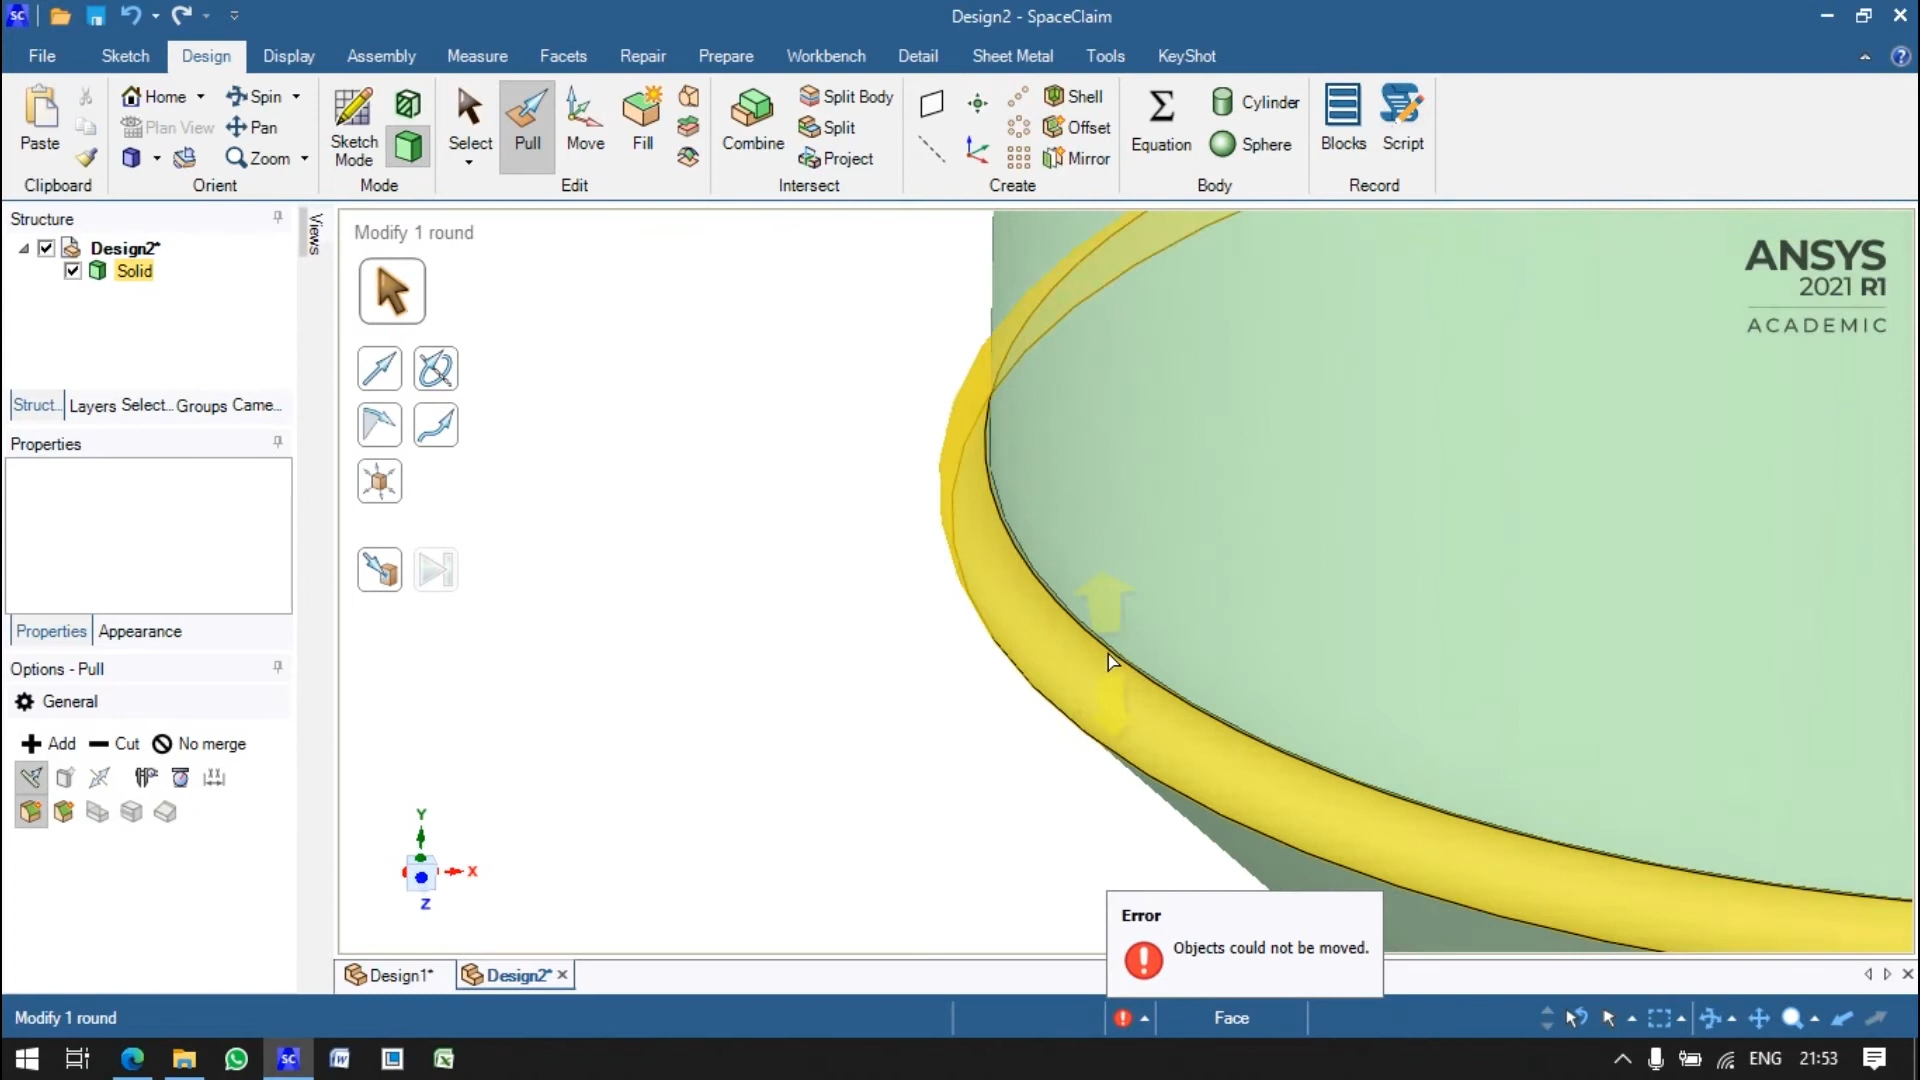 SC
Design2 - SpaceClaim
File Sketch Design Display Assembly Measure Facets Repair Prepare Workbench Detail Sheet Metal Tools KeyShot
Paste
Clipboard
Home Spin
Plan View Pan
Zoom
Orient
Sketch
Mode
Mode
Select Pull Move Fill
Edit
Combine
Split Body
Split
Project
Intersect
Shell
Offset
Mirror
Create
Equation
Cylinder
Sphere
Body
Blocks Script
Record
Structure
Design2*
Solid
Struct... Layers Select... Groups Came...
Properties
Properties Appearance
Options - Pull
General
Add Cut No merge
Views
Modify 1 round
ANSYS
2021 R1
ACADEMIC
Y
X
Z
Error
Objects could not be moved.
Design1* Design2*
Modify 1 round
Face
SC
ENG 21:53